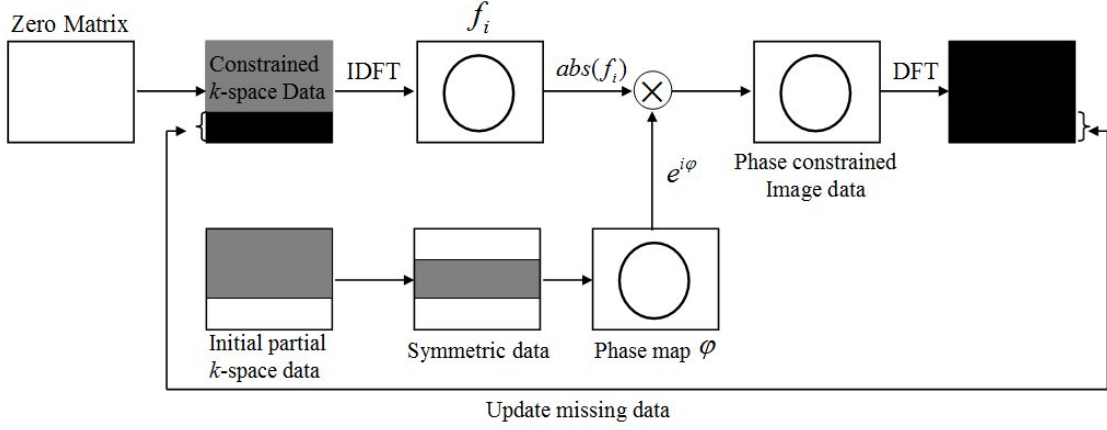 Zero Matrix
Constrained
k-space Data
IDFT
f_i
abs(f_i)
×
DFT
Phase constrained
Image data
e^{iφ}
Initial partial
k-space data
Symmetric data
Phase map φ
Update missing data